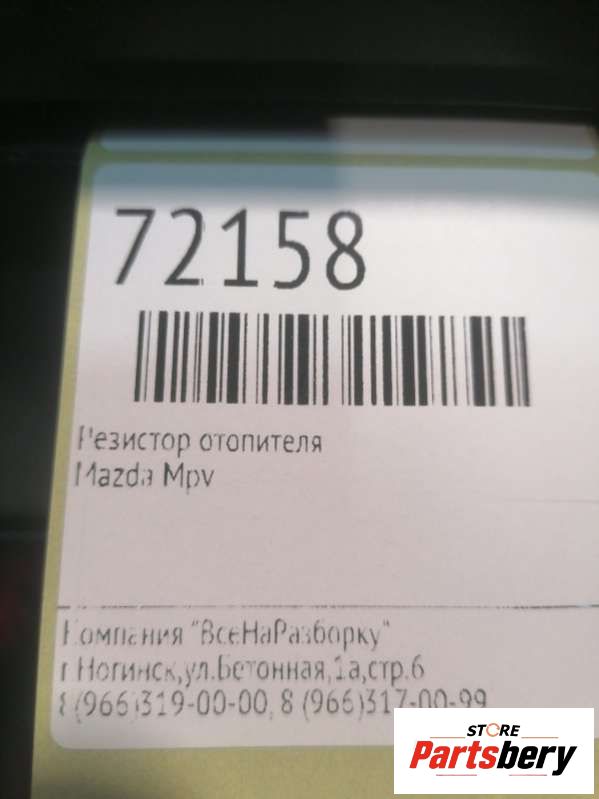 72158
Резистор отопителя
Mazda Mpv
Компания "ВсеНаРазборку"
г.Ногинск,ул.Бетонная,1а,стр.6
8 (966)319-00-00, 8 (966)317-00-99
STORE
Partsbery